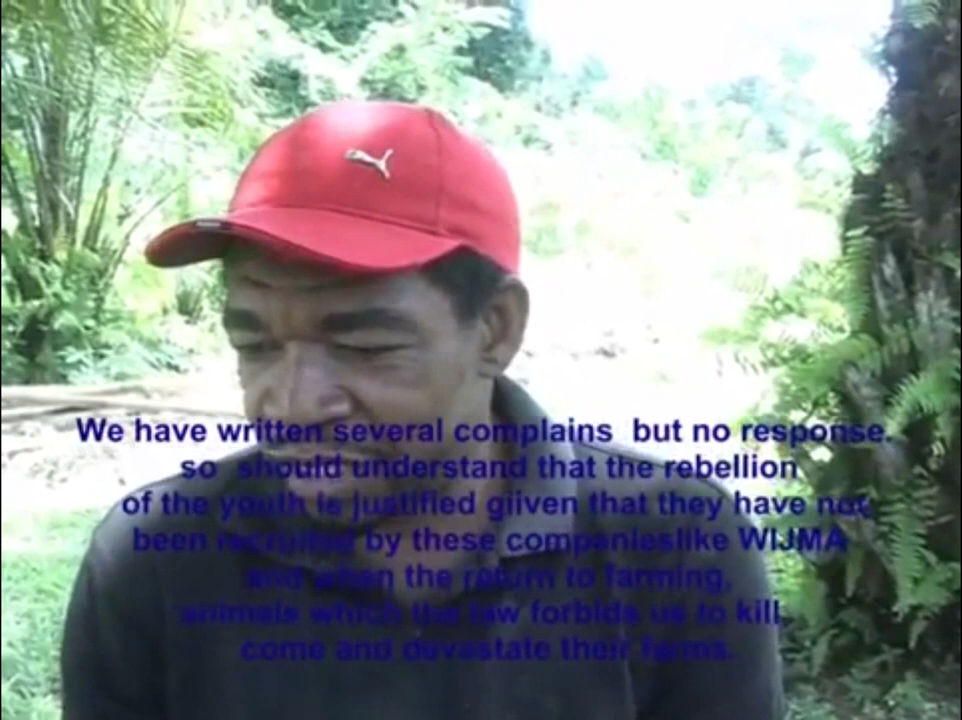 We have written several complains but no response.
so should understand that the rebellion
of the youth is justified giiven that they have not
been recruited by these companieslike WIJMA
and when the return to farming,
animals which the law forbids us to kill,
come and devastate their farms.